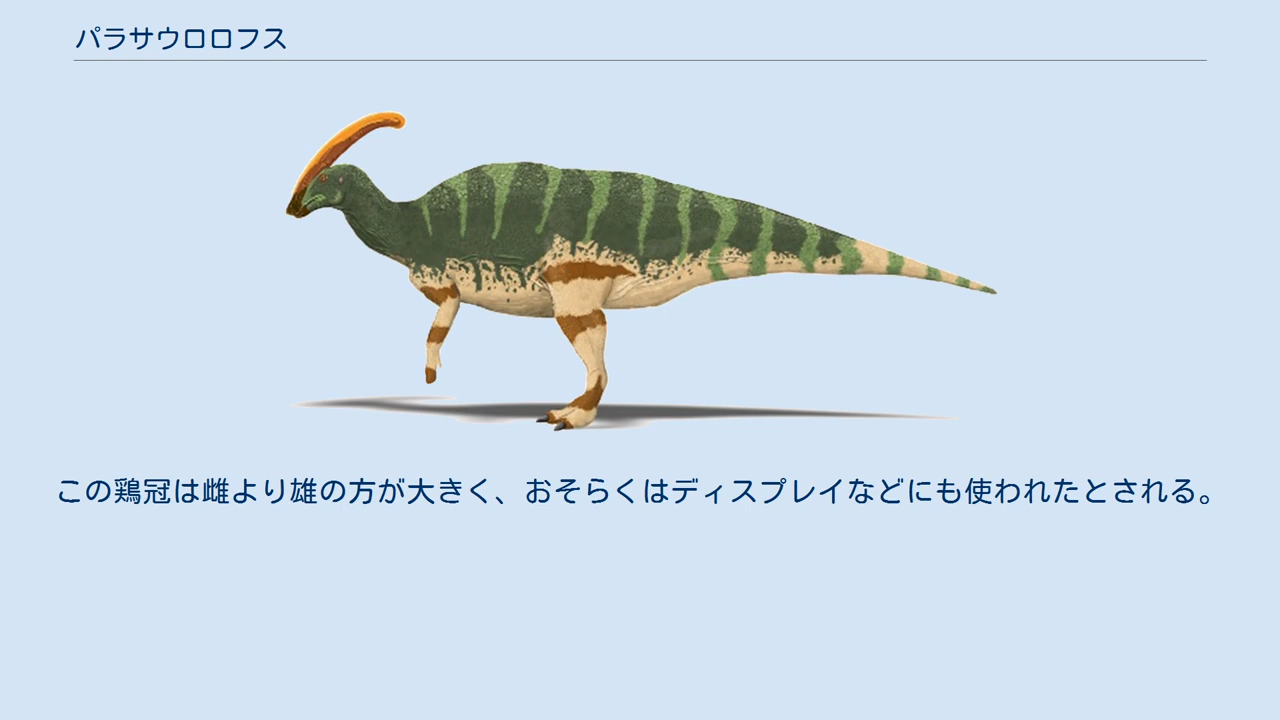 パラサウロロフス
この鶏冠は雌より雄の方が大きく、おそらくはディスプレイなどにも使われたとされる。